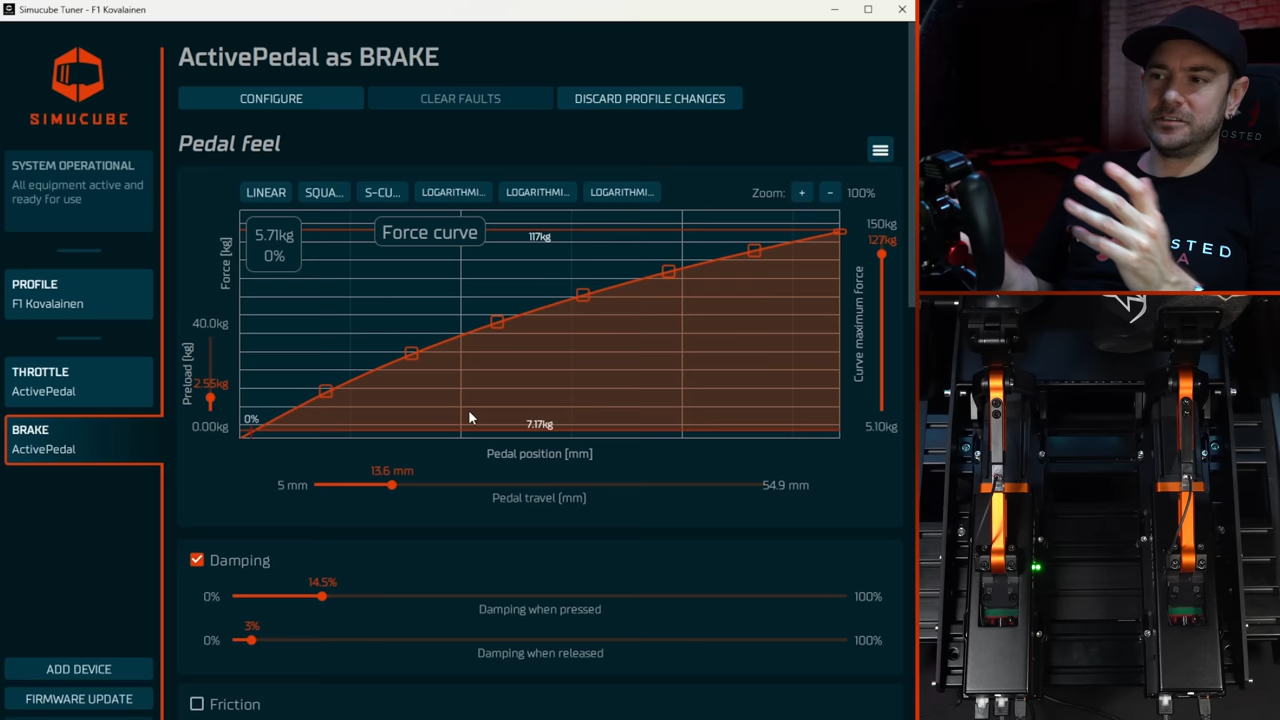 Simucube Tuner - F1 Kovalainen
SIMUCUBE
SYSTEM OPERATIONAL
All equipment active and
ready for use
PROFILE
F1 Kovalainen
THROTTLE
ActivePedal
BRAKE
ActivePedal
ADD DEVICE
FIRMWARE UPDATE
ActivePedal as BRAKE
CONFIGURE
CLEAR FAULTS
DISCARD PROFILE CHANGES
Pedal feel
LINEAR
SQUA...
S-CU...
LOGARITHMI...
LOGARITHMI...
LOGARITHMI...
Zoom:
+
-
100%
5.71kg
0%
Force curve
117kg
150kg
127kg
Force [kg]
40.0kg
Preload [kg]
2.55kg
0.00kg
0%
7.17kg
Curve maximum force
5.10kg
Pedal position [mm]
13.6 mm
5 mm
54.9 mm
Pedal travel [mm]
Damping
14.5%
0%
100%
Damping when pressed
3%
0%
100%
Damping when released
Friction